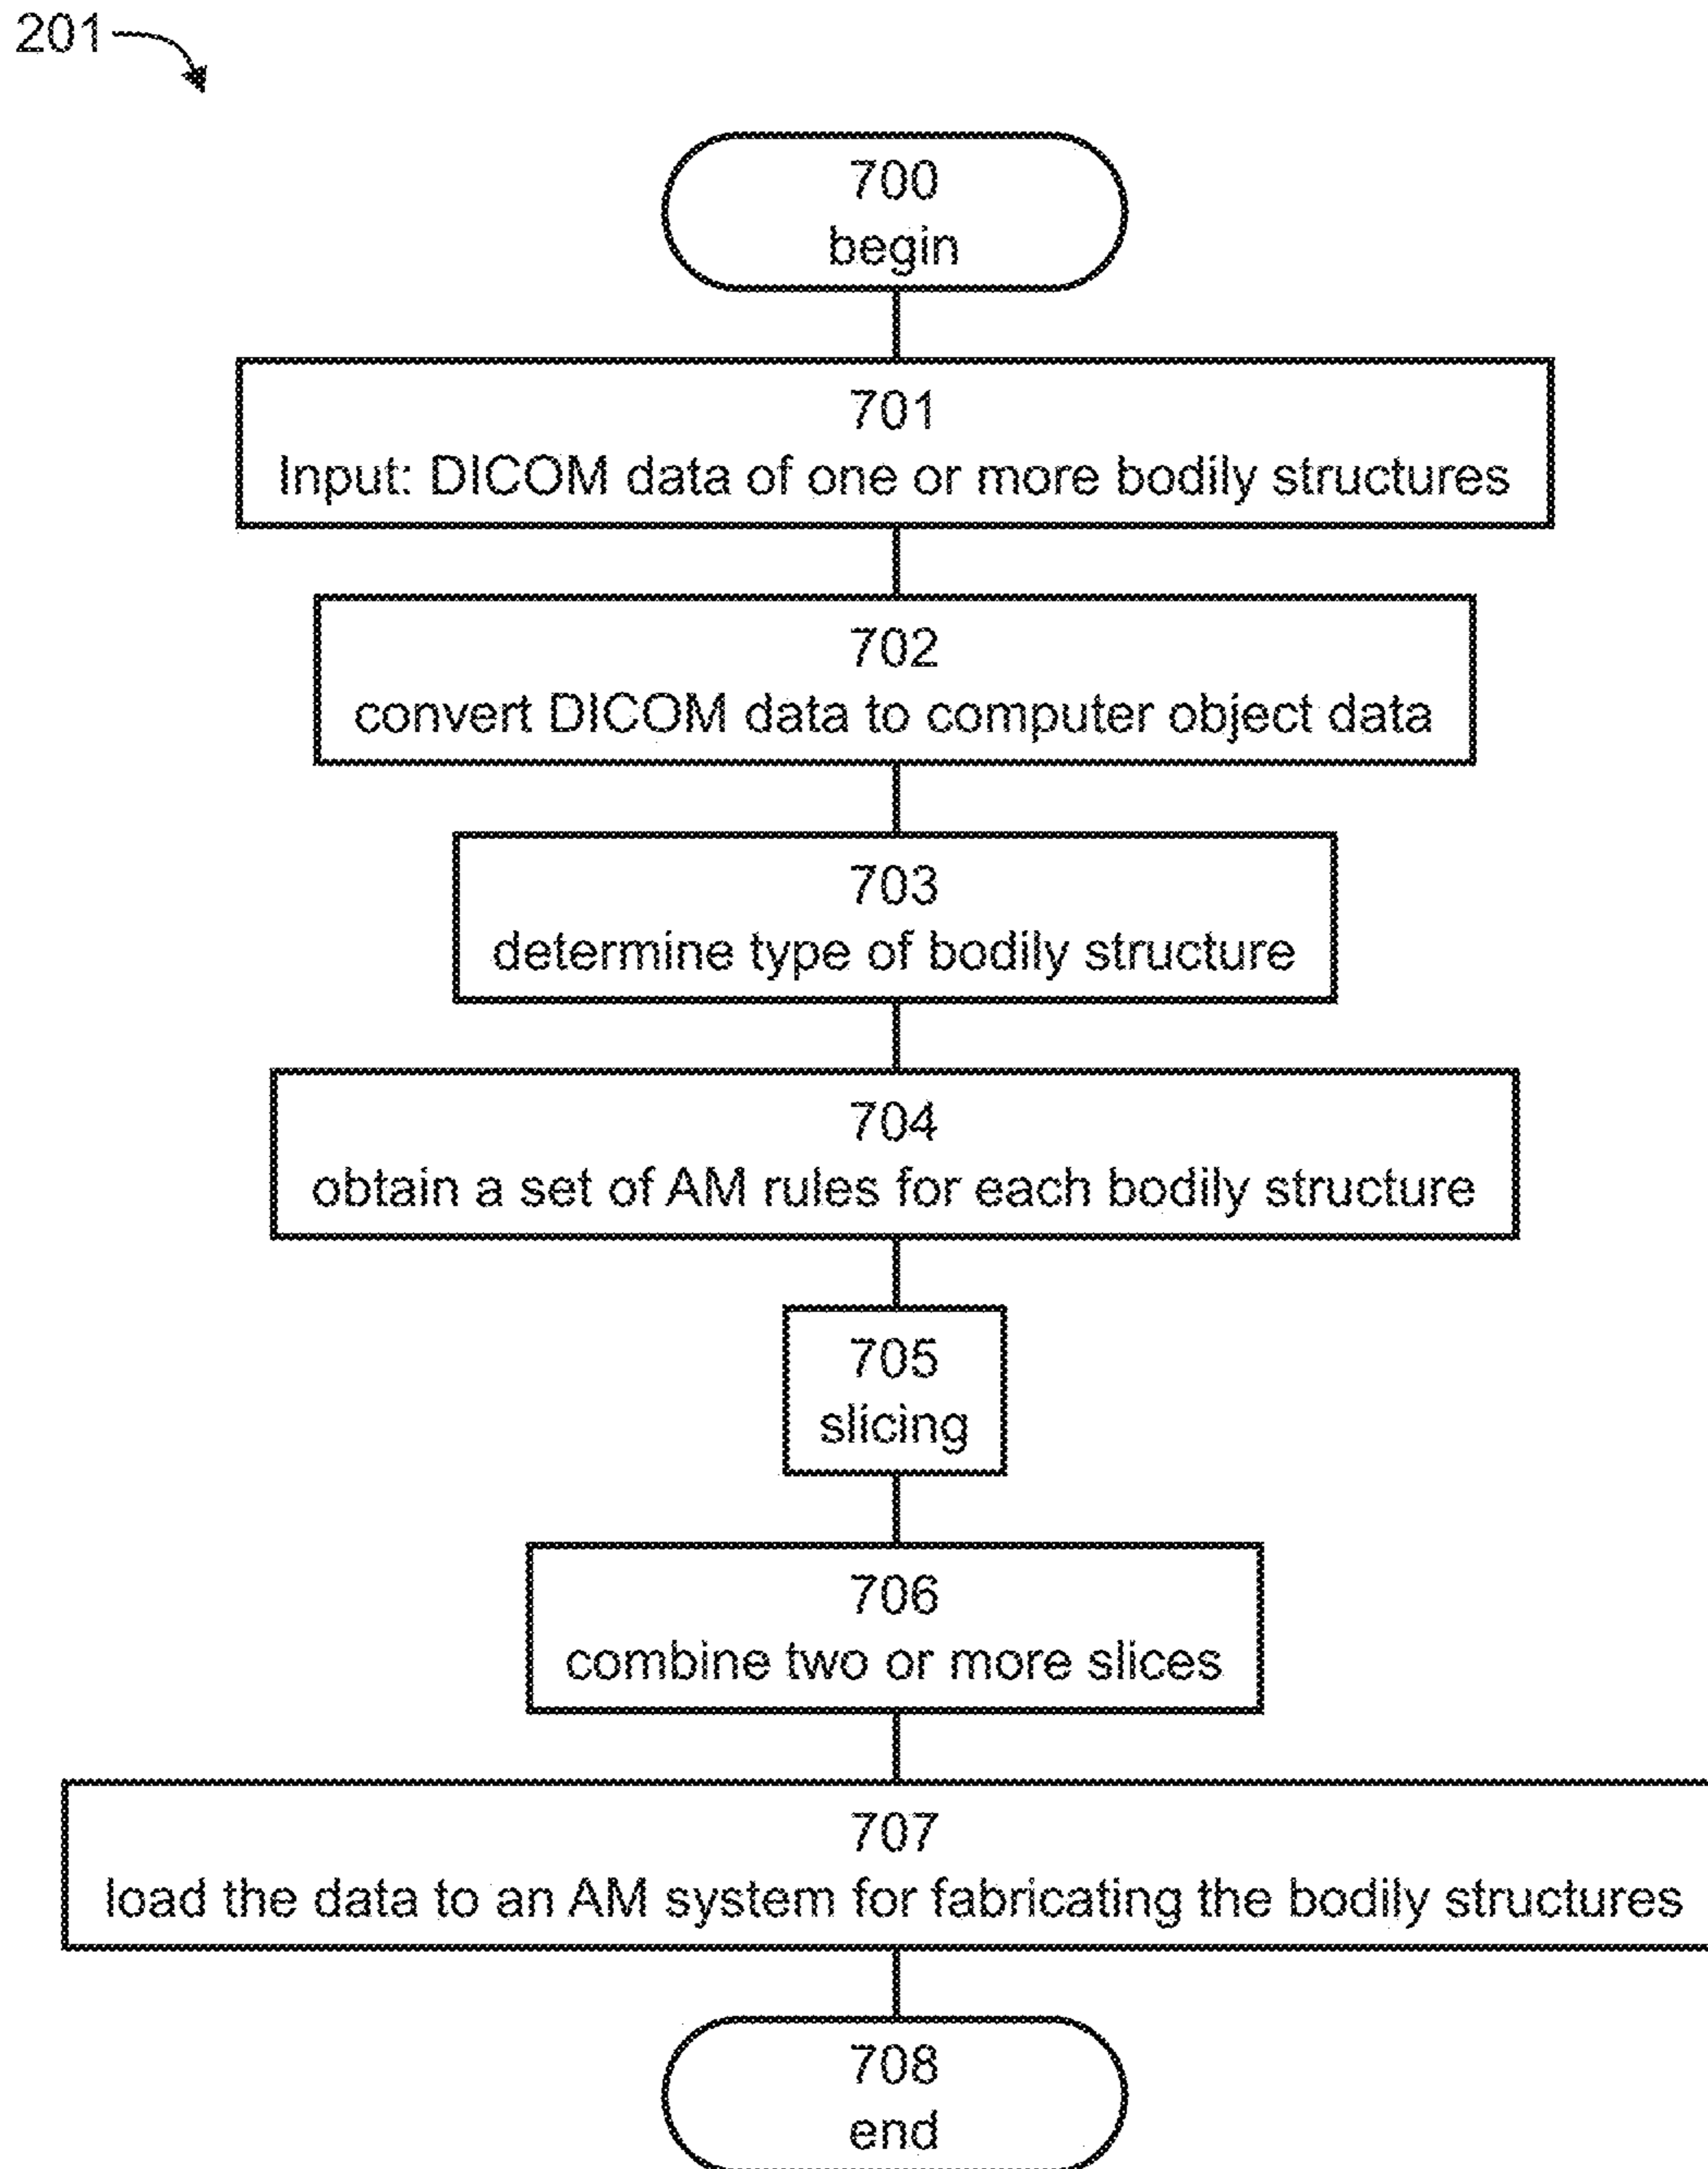 201
700
begin
701
Input: DICOM data of one or more bodily structures
702
convert DICOM data to computer object data
703
determine type of bodily structure
704
obtain a set of AM rules for each bodily structure
705
slicing
706
combine two or more slices
707
load the data to an AM system for fabricating the bodily structures
708
end